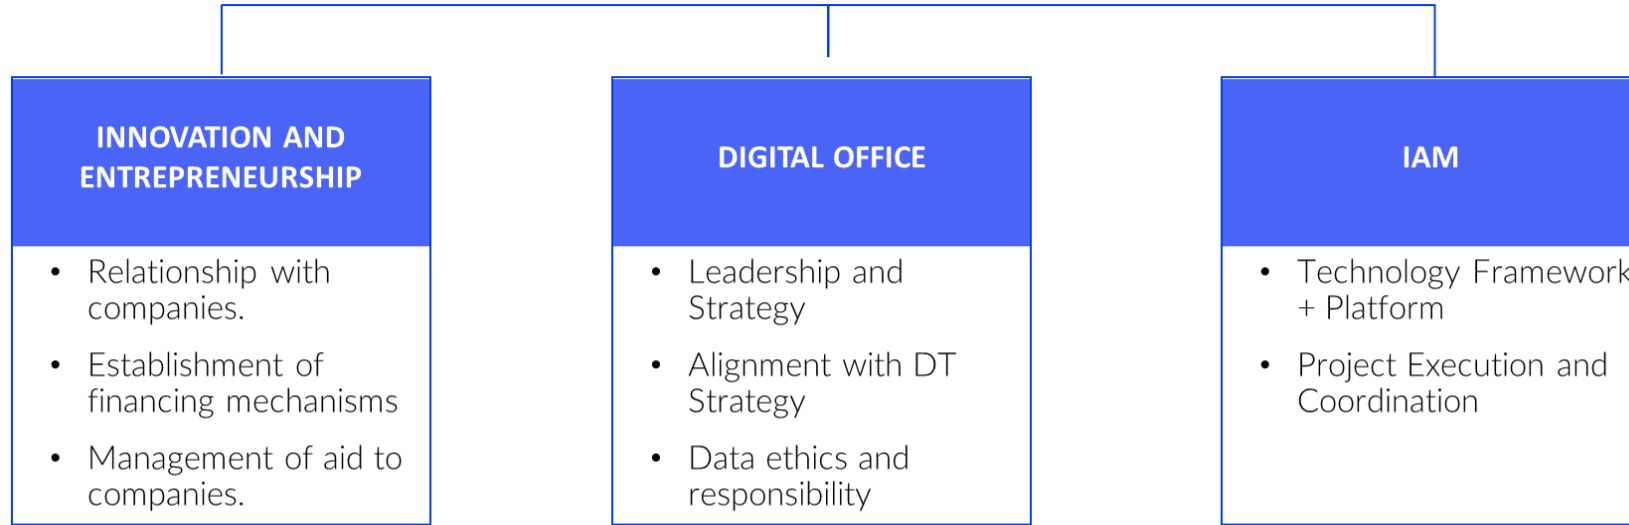 INNOVATION AND
ENTREPRENEURSHIP
• Relationship with
companies.
• Establishment of
financing mechanisms
• Management of aid to
companies.
DIGITAL OFFICE
• Leadership and
Strategy
• Alignment with DT
Strategy
• Data ethics and
responsibility
IAM
• Technology Framework
+ Platform
• Project Execution and
Coordination